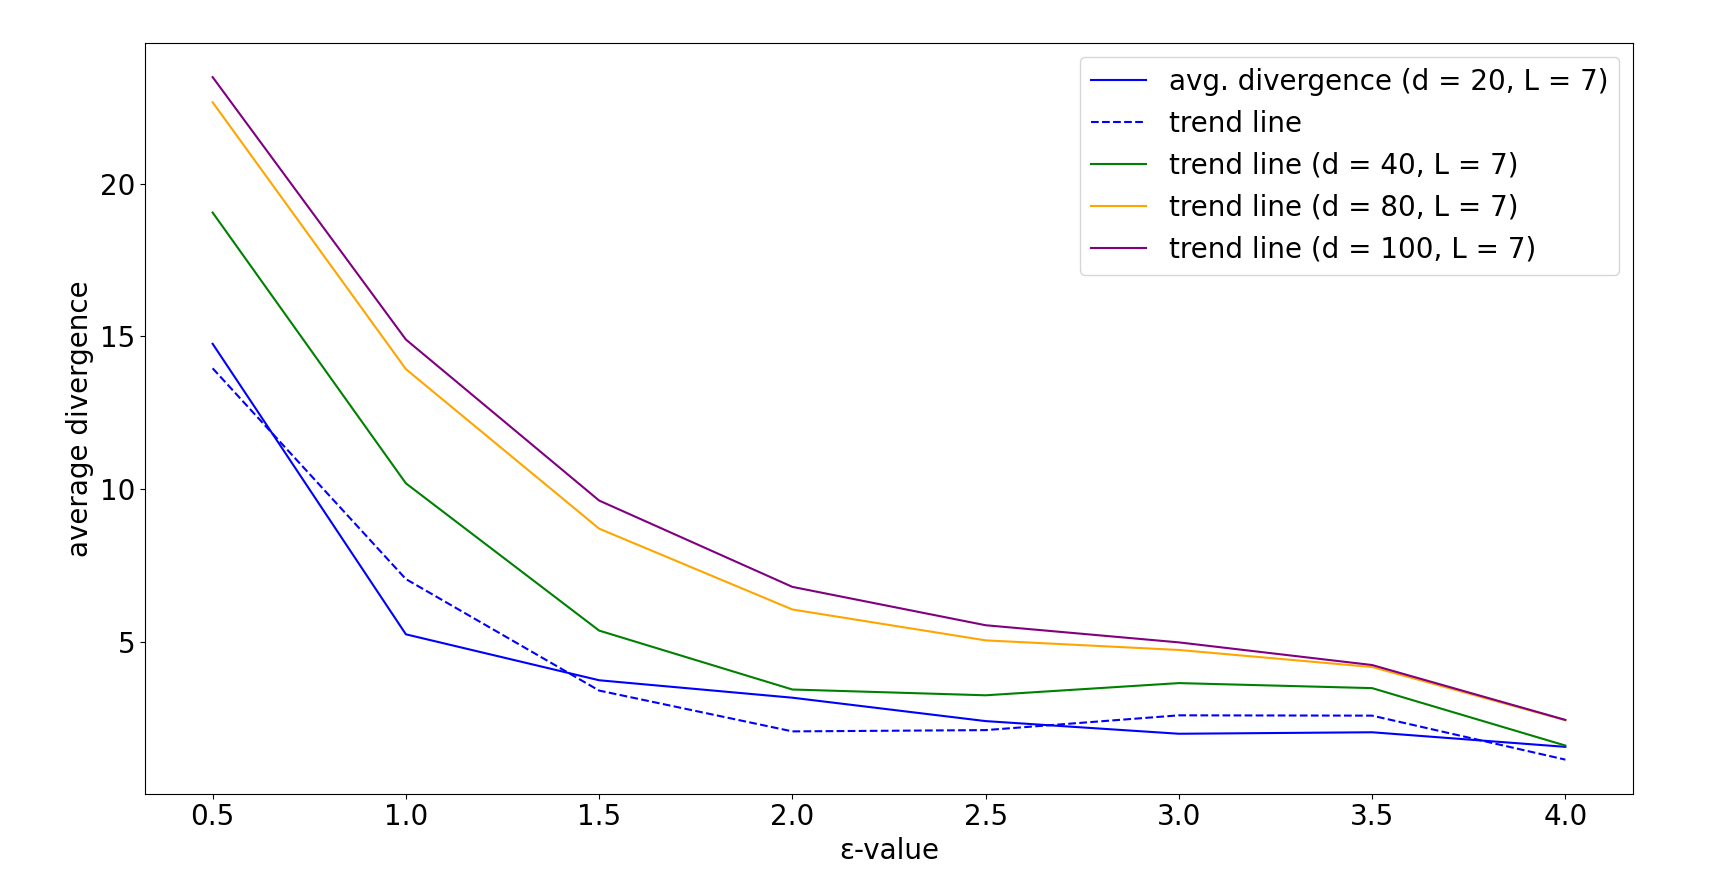 avg. divergence (d = 20, L = 7)
trend line
trend line (d = 40, L = 7)
trend line (d = 80, L = 7)
trend line (d = 100, L = 7)
average divergence
20
15
10
5
0.5 1.0 1.5 2.0 2.5 3.0 3.5 4.0
ε-value